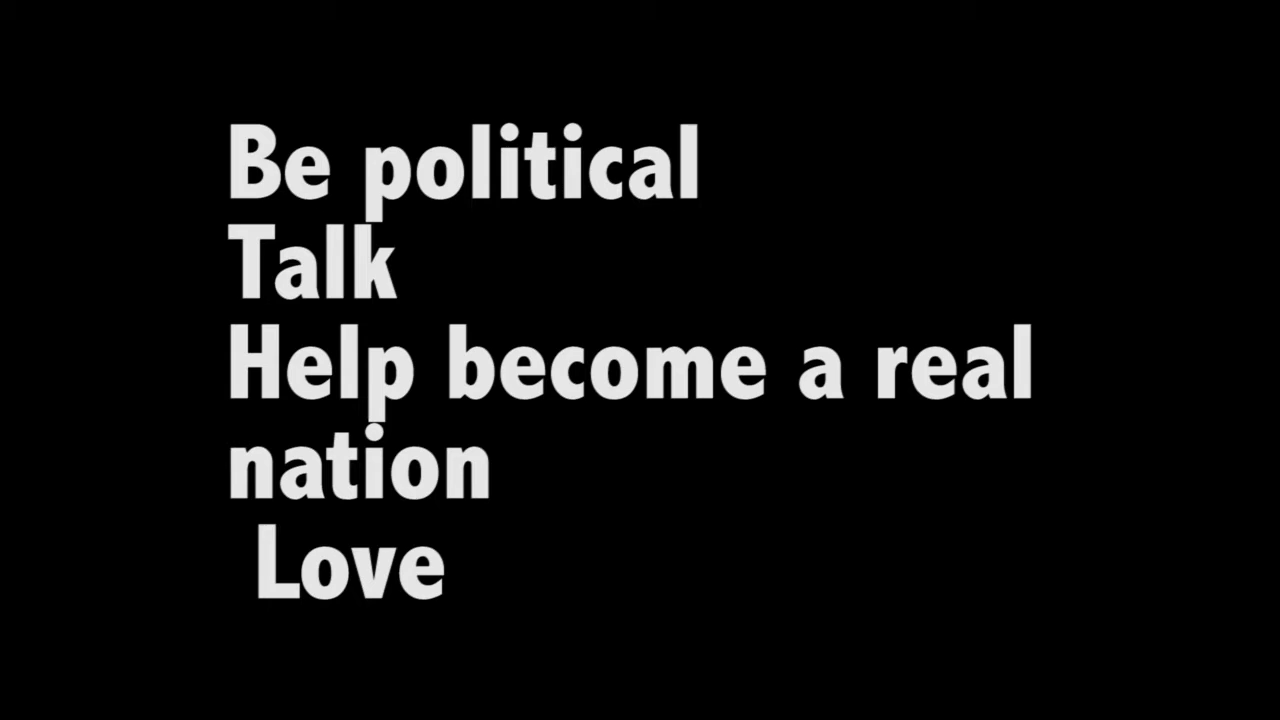 Be political
Talk
Help become a real
nation
Love